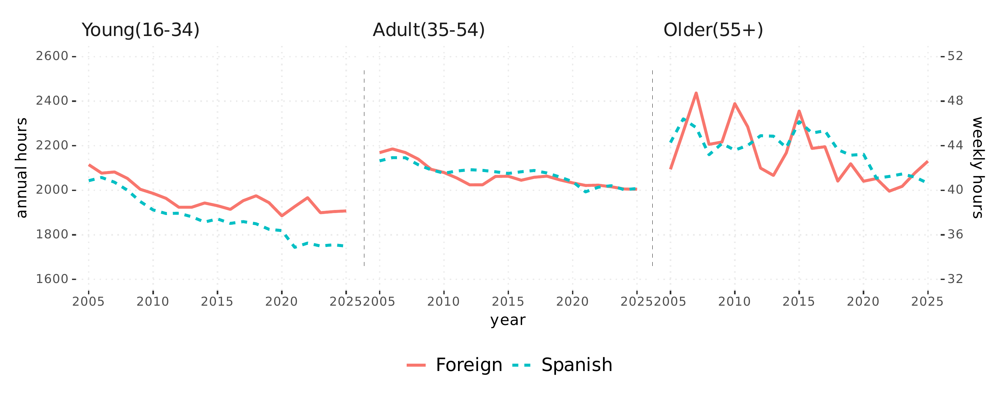 Young(16-34) Adult(35-54) Older(55+)
2600 52
2400 48
2200 44
2000 40
1800 36
1600 32
annual hours
weekly hours
2005 2010 2015 2020 2025 2005 2010 2015 2020 2025 2005 2010 2015 2020 2025
year
Foreign Spanish